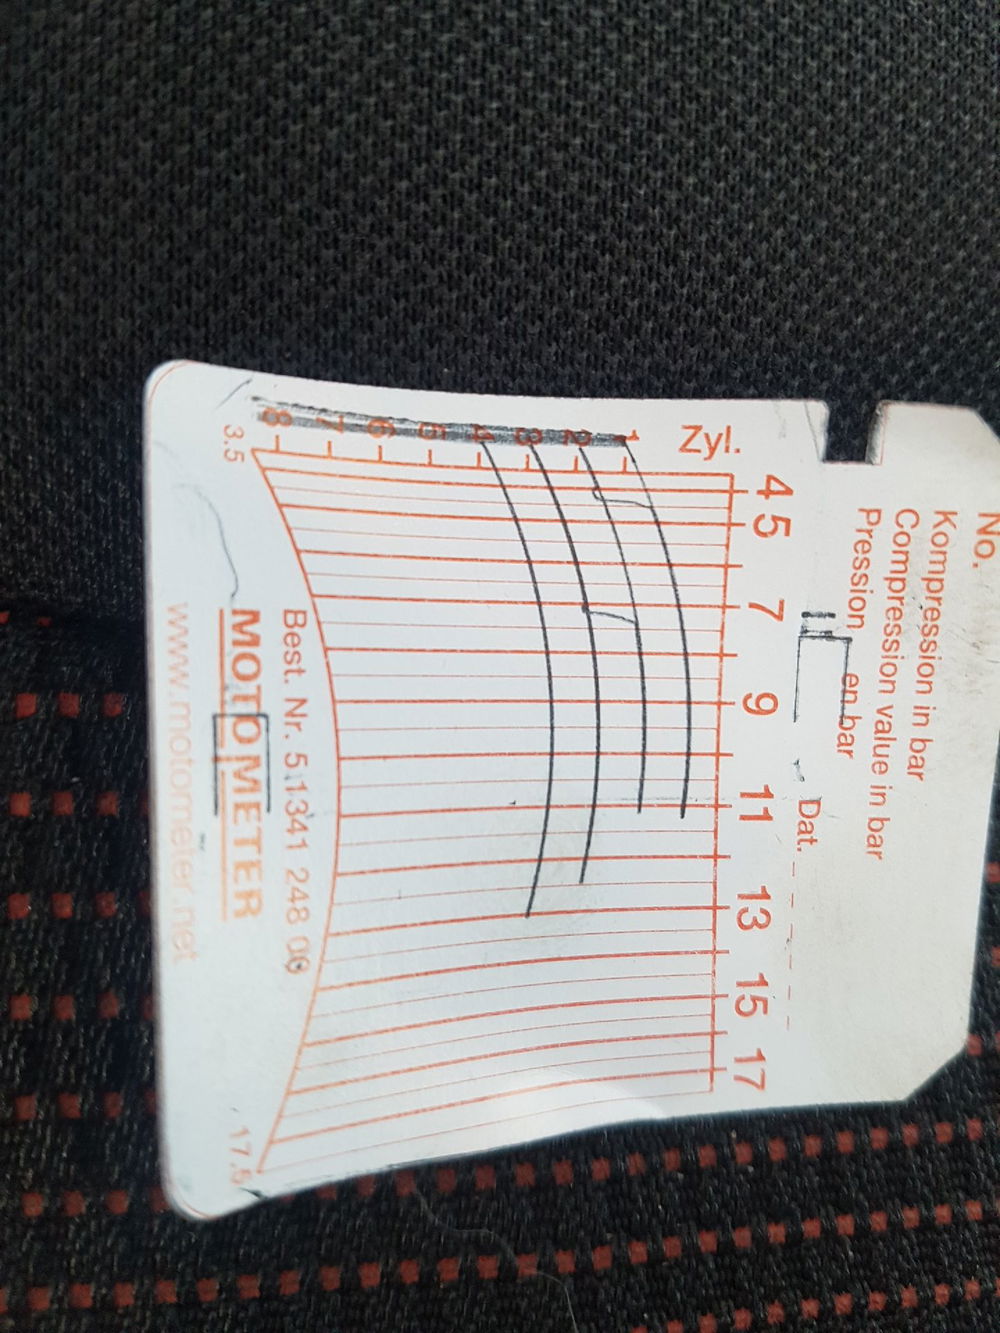 No.
Kompression in bar
Compression value in bar
Pression en bar
Dat.
4 5 7 9 11 13 15 17
Zyl.
1
2
3
4
5
6
7
8
3.5
17.5
Best. Nr. 5 1341 248 00
MOTOMETER
www.motometer.net